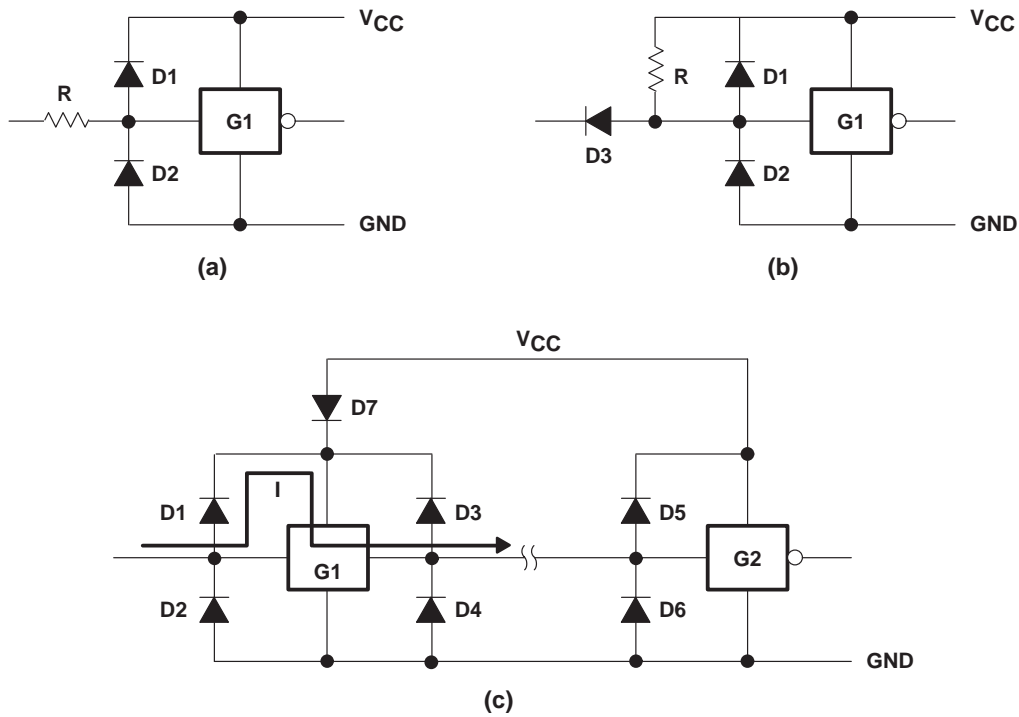 VCC
VCC
D1
R
D1
R
G1
G1
D2
D3
D2
GND
GND
(a)
(b)
VCC
D7
I
D1
D3
D5
G1
G2
D2
D4
D6
GND
(c)